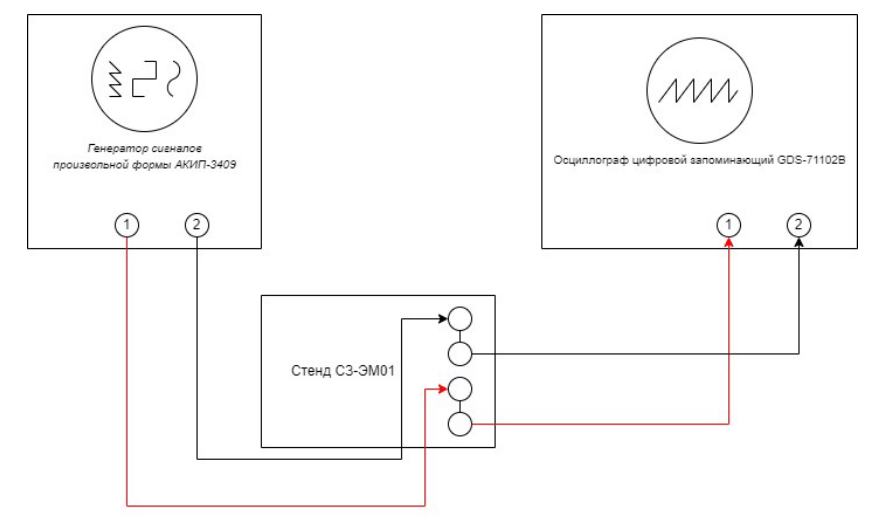 Генератор сигналов
произвольной формы АКИП-3409
Осциллограф цифровой запоминающий GDS-71102B
1
2
1
2
Стенд СЗ-ЭМ01